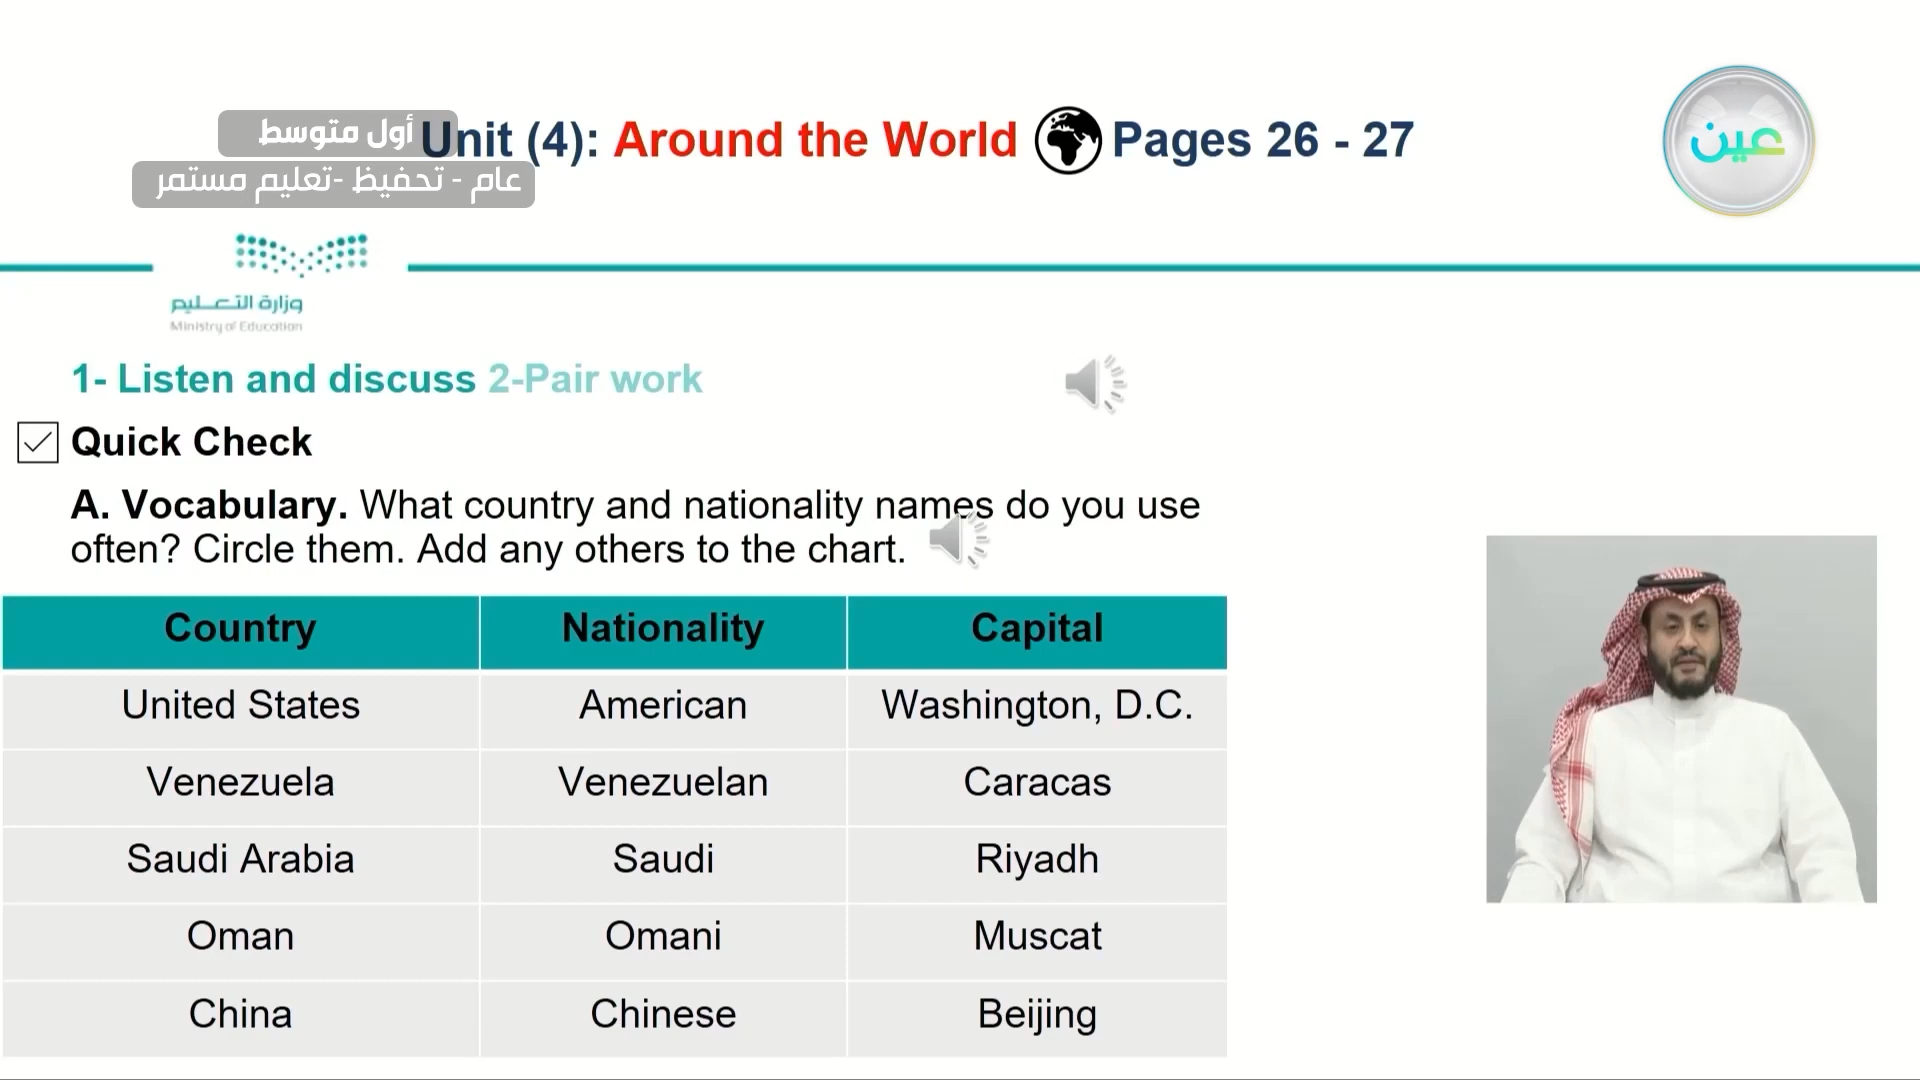 أول متوسط
عام - تحفيظ -تعليم مستمر
Unit (4): Around the World Pages 26 - 27
عين
وزارة التعليم
Ministry of Education
1- Listen and discuss 2-Pair work
Quick Check
A. Vocabulary. What country and nationality names do you use
often? Circle them. Add any others to the chart.
Country Nationality Capital
United States American Washington, D.C.
Venezuela Venezuelan Caracas
Saudi Arabia Saudi Riyadh
Oman Omani Muscat
China Chinese Beijing